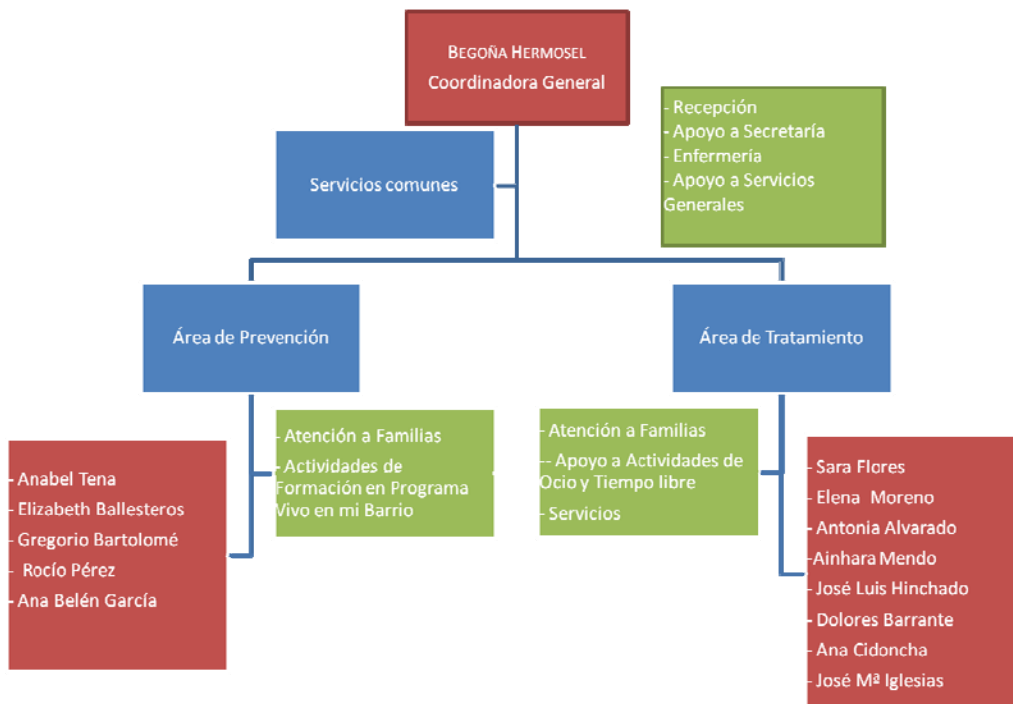 BEGOÑA HERMOSEL
Coordinadora General
- Recepción
- Apoyo a Secretaría
- Enfermería
- Apoyo a Servicios
Generales
Servicios comunes
Área de Prevención
Área de Tratamiento
- Anabel Tena
- Elizabeth Ballesteros
- Gregorio Bartolomé
- Rocío Pérez
- Ana Belén García
- Atención a Familias
- Actividades de
Formación en Programa
Vivo en mi Barrio
- Atención a Familias
-- Apoyo a Actividades de
Ocio y Tiempo libre
- Servicios
- Sara Flores
- Elena Moreno
- Antonia Alvarado
- Ainhara Mendo
- José Luis Hinchado
- Dolores Barrante
- Ana Cidoncha
- José Mª Iglesias